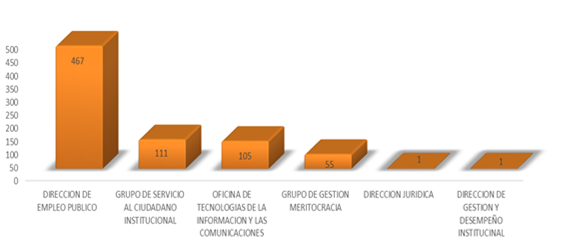 500
450
400
350
300
250
200
150
100
50
0
467
111
105
55
1
1
DIRECCION DE
EMPLEO PUBLICO
GRUPO DE SERVICIO
AL CIUDADANO
INSTITUCIONAL
OFICINA DE
TECNOLOGIAS DE LA
INFORMACION Y LAS
COMUNICACIONES
GRUPO DE GESTION
MERITOCRACIA
DIRECCION JURIDICA
DIRECCION DE
GESTION Y
DESEMPEÑO
INSTITUCINAL